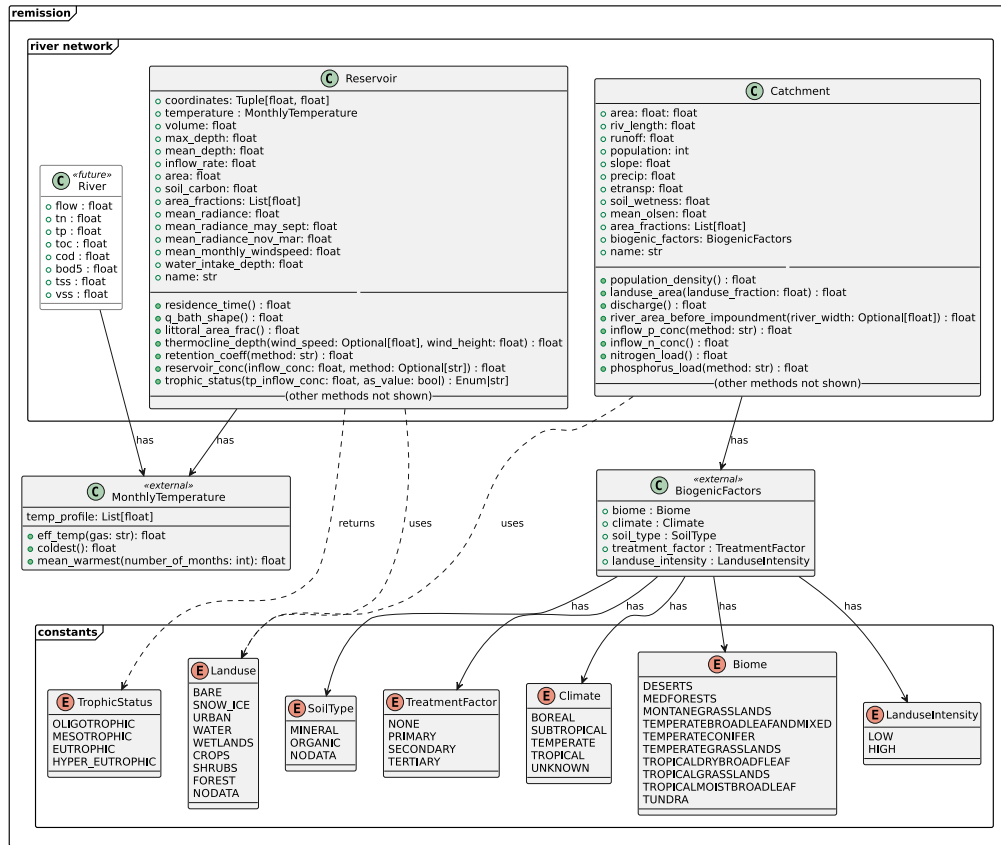 remission
river network
C Reservoir
coordinates: Tuple[float, float]
temperature : MonthlyTemperature
volume: float
max_depth: float
mean_depth: float
inflow_rate: float
area: float
soil_carbon: float
area_fractions: List[float]
mean_radiance: float
mean_radiance_may_sept: float
mean_radiance_nov_mar: float
mean_monthly_windspeed: float
water_intake_depth: float
name: str
residence_time() : float
q_bath_shape() : float
littoral_area_frac() : float
thermocline_depth(wind_speed: Optional[float], wind_height: float) : float
retention_coeff(method: str) : float
reservoir_conc(inflow_conc: float, method: Optional[str]) : float
trophic_status(tp_inflow_conc: float, as_value: bool) : Enum|str]
(other methods not shown)
C Catchment
area: float: float
riv_length: float
runoff: float
population: int
slope: float
precip: float
etransp: float
soil_wetness: float
mean_olsen: float
area_fractions: List[float]
biogenic_factors: BiogenicFactors
name: str
population_density() : float
landuse_area(landuse_fraction: float) : float
discharge() : float
river_area_before_impoundment(river_width: Optional[float]) : float
inflow_p_conc(method: str) : float
inflow_n_conc() : float
nitrogen_load() : float
phosphorus_load(method: str) : float
(other methods not shown)
C «future»
River
flow : float
tn : float
tp : float
toc : float
cod : float
bod5 : float
tss : float
vss : float
has
has
has
C «external»
MonthlyTemperature
temp_profile: List[float]
eff_temp(gas: str): float
coldest(): float
mean_warmest(number_of_months: int): float
returns
uses
uses
C «external»
BiogenicFactors
biome : Biome
climate : Climate
soil_type : SoilType
treatment_factor : TreatmentFactor
landuse_intensity : LanduseIntensity
has
has
has
has
has
constants
E TrophicStatus
OLIGOTROPHIC
MESOTROPHIC
EUTROPHIC
HYPER_EUTROPHIC
E Landuse
BARE
SNOW_ICE
URBAN
WATER
WETLANDS
CROPS
SHRUBS
FOREST
NODATA
E SoilType
MINERAL
ORGANIC
NODATA
E TreatmentFactor
NONE
PRIMARY
SECONDARY
TERTIARY
E Climate
BOREAL
SUBTROPICAL
TEMPERATE
TROPICAL
UNKNOWN
E Biome
DESERTS
MEDFORESTS
MONTANEGRASSLANDS
TEMPERATEBROADLEAFANDMIXED
TEMPERATECONIFER
TEMPERATEGRASSLANDS
TROPICALDRYBROADFLEAF
TROPICALGRASSLANDS
TROPICALMOISTBROADLEAF
TUNDRA
E LanduseIntensity
LOW
HIGH